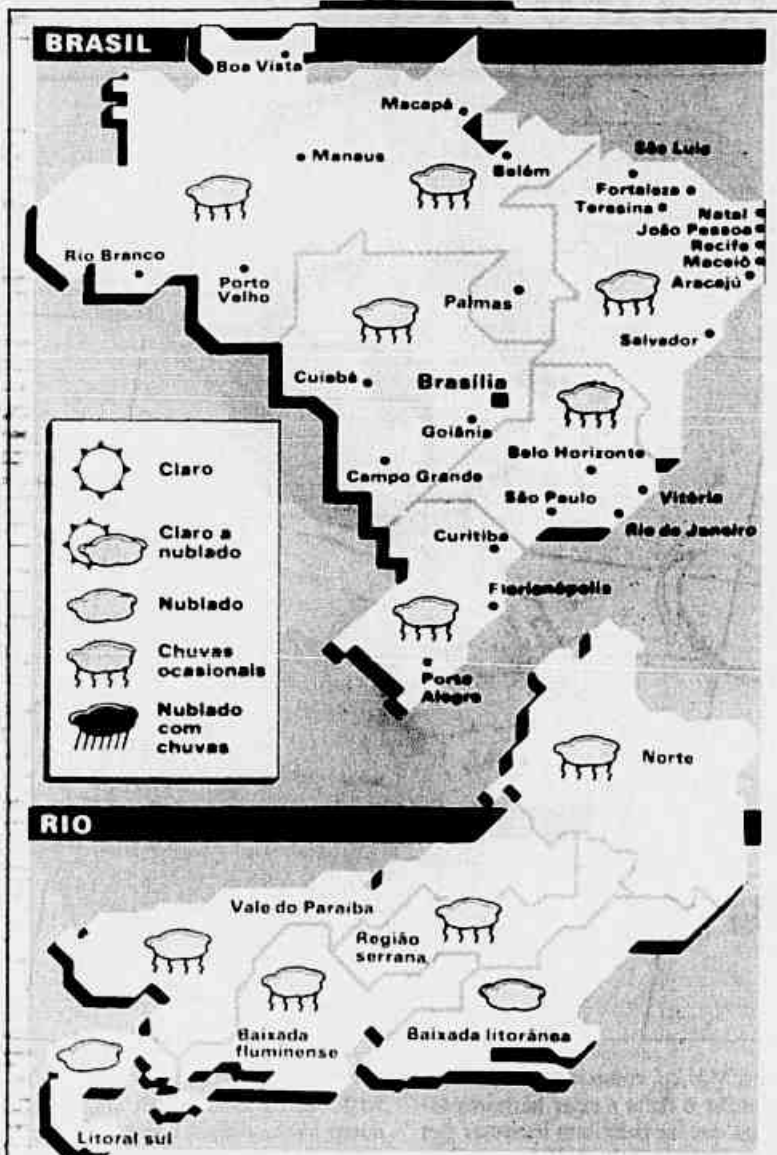 BRASIL
Boa Vista
Macapá
Manaus
Belém
São Luis
Fortaleza
Teresina
Natal
João Pessoa
Recife
Maceió
Aracajú
Rio Branco
Porto
Velho
Palmas
Salvador
Cuiabá
Brasília
Goiânia
Belo Horizonte
Campo Grande
São Paulo
Vitória
Rio de Janeiro
Curitiba
Florianópolis
Porto
Alegre
Claro
Claro a
nublado
Nublado
Chuvas
ocasionais
Nublado
com
chuvas
RIO
Norte
Vale do Paraíba
Região
serrana
Baixada
fluminense
Baixada litorânea
Litoral sul